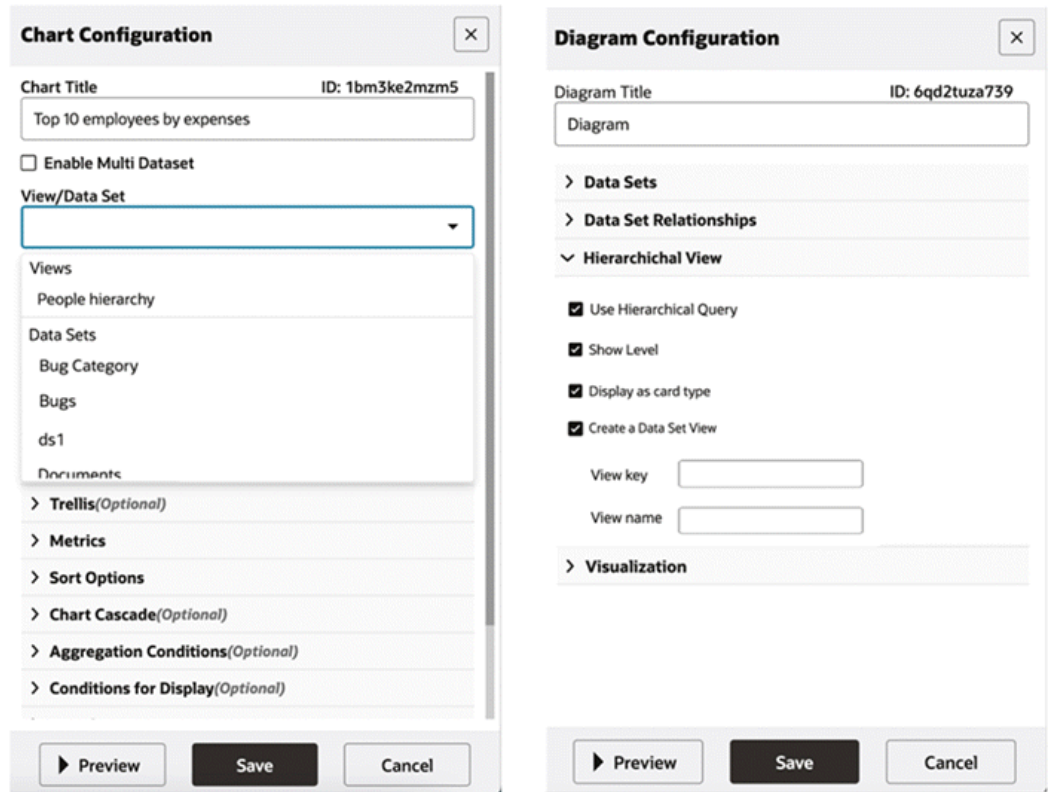 Chart Configuration
Chart Title ID: 1bm3ke2mzm5
Top 10 employees by expenses
Enable Multi Dataset
View/Data Set
Views
People hierarchy
Data Sets
Bug Category
Bugs
ds1
Documents
Trellis(Optional)
Metrics
Sort Options
Chart Cascade(Optional)
Aggregation Conditions(Optional)
Conditions for Display(Optional)
Preview Save Cancel
Diagram Configuration
Diagram Title ID: 6qd2tuza739
Diagram
Data Sets
Data Set Relationships
Hierarchichal View
Use Hierarchical Query
Show Level
Display as card type
Create a Data Set View
View key
View name
Visualization
Preview Save Cancel